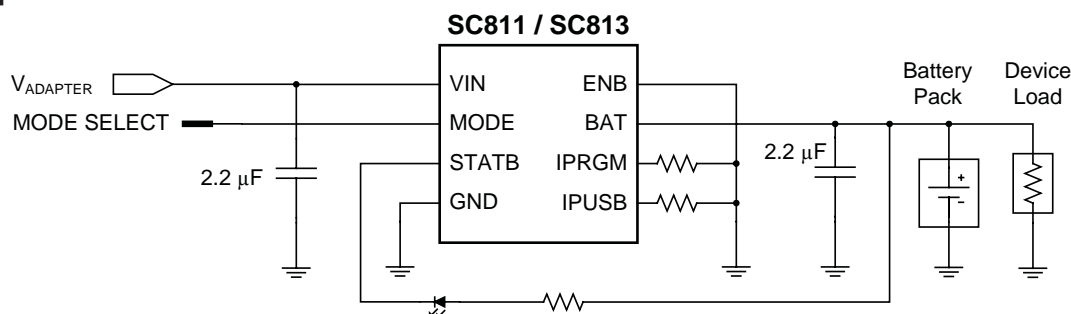 SC811 / SC813
VADAPTER
MODE SELECT
VIN
MODE
STATB
GND
ENB
BAT
IPRGM
IPUSB
2.2 μF
2.2 μF
Battery
Pack
Device
Load
+
-